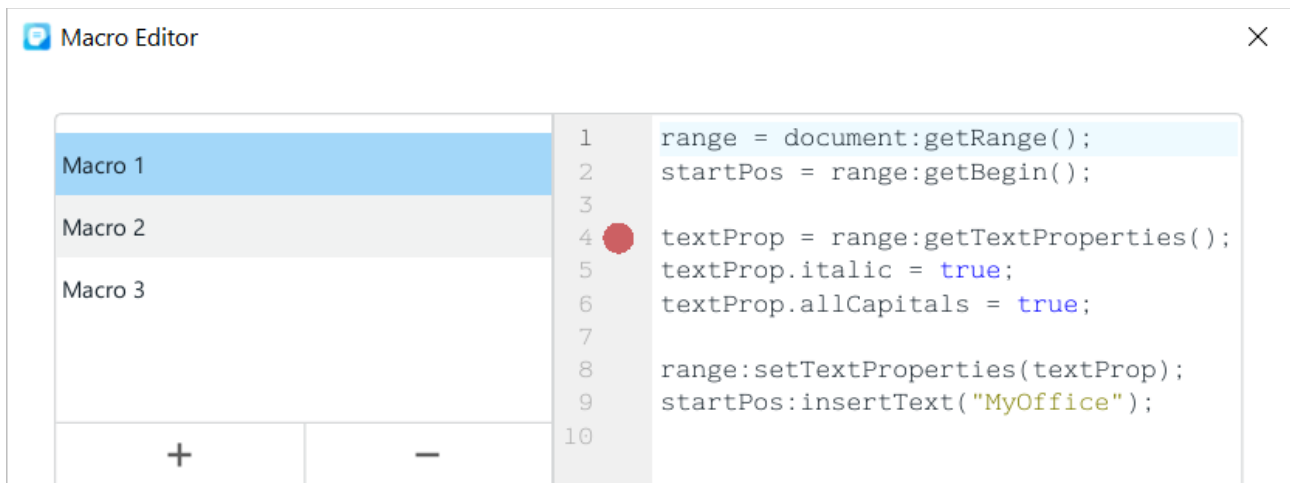 Macro Editor
Macro 1
Macro 2
Macro 3
+
−
1 range = document:getRange();
2 startPos = range:getBegin();
3
4 textProp = range:getTextProperties();
5 textProp.italic = true;
6 textProp.allCapitals = true;
7
8 range:setTextProperties(textProp);
9 startPos:insertText("MyOffice");
10